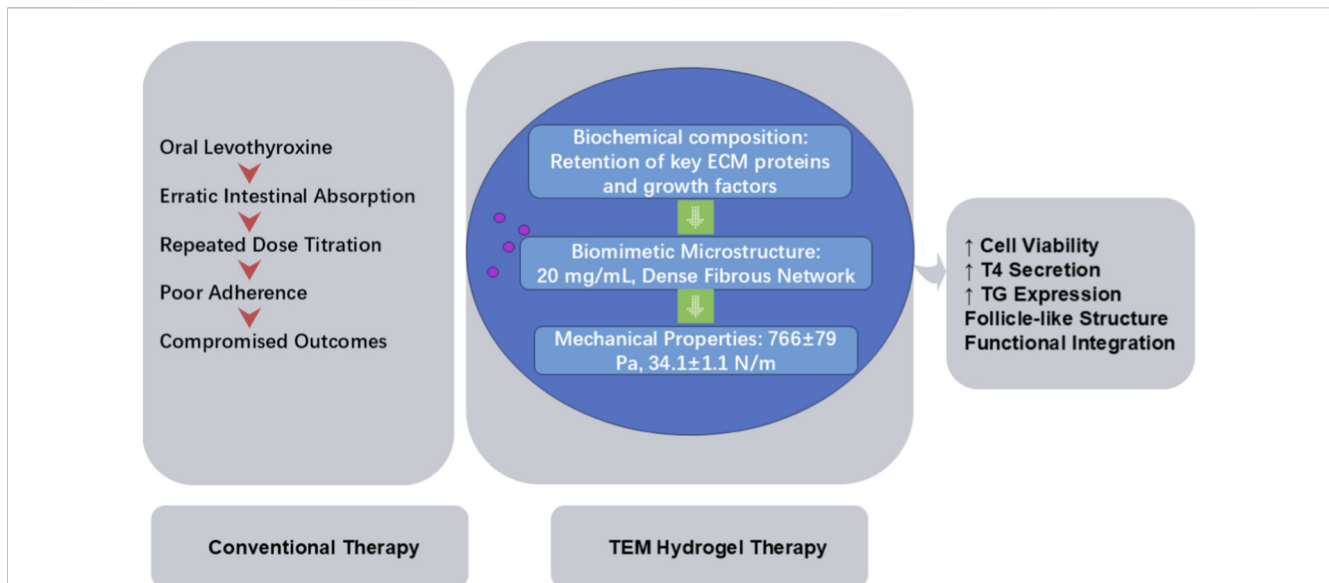 Oral Levothyroxine
Erratic Intestinal Absorption
Repeated Dose Titration
Poor Adherence
Compromised Outcomes
Biochemical composition:
Retention of key ECM proteins
and growth factors
Biomimetic Microstructure:
20 mg/mL, Dense Fibrous Network
Mechanical Properties: 766±79
Pa, 34.1±1.1 N/m
↑ Cell Viability
↑ T4 Secretion
↑ TG Expression
Follicle-like Structure
Functional Integration
Conventional Therapy
TEM Hydrogel Therapy